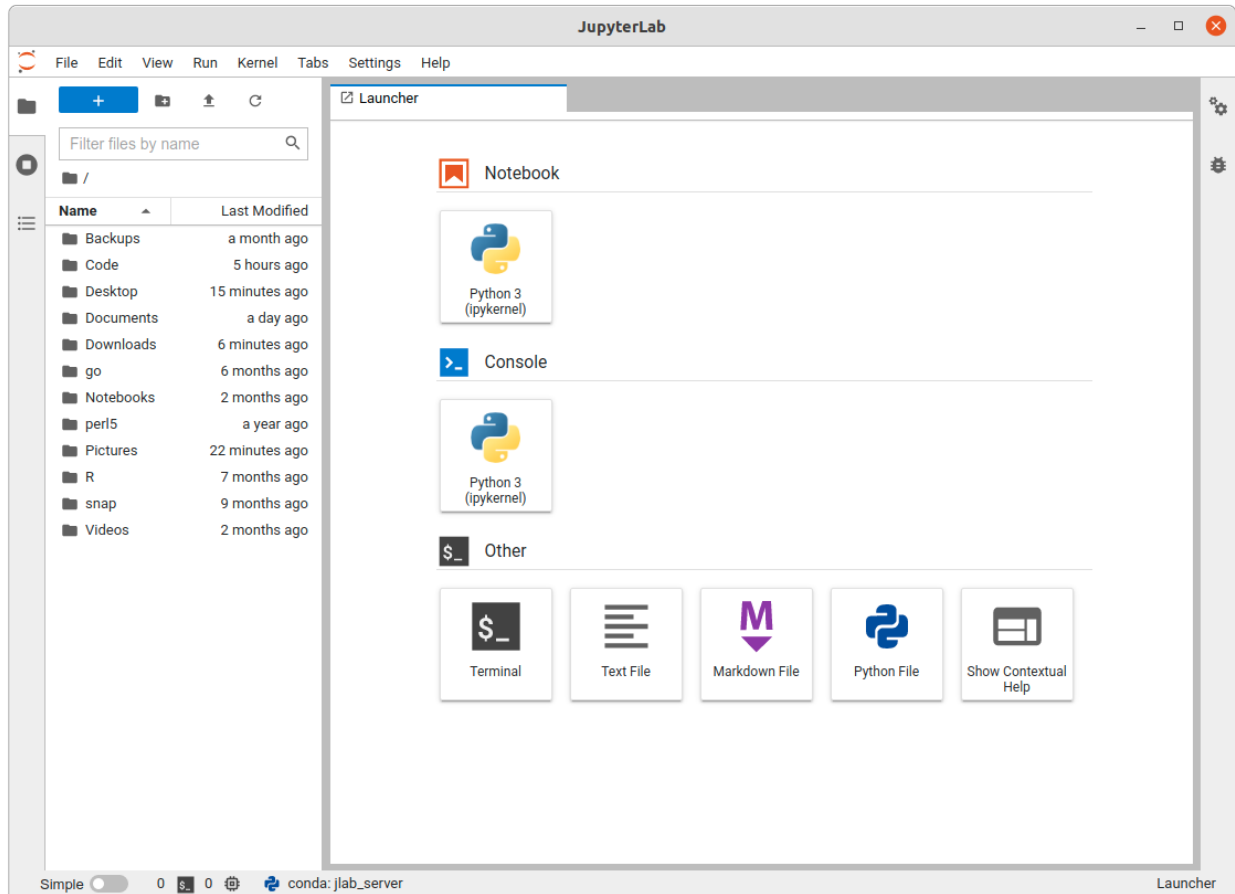 JupyterLab
File Edit View Run Kernel Tabs Settings Help
+
Filter files by name
/
Name Last Modified
Backups a month ago
Code 5 hours ago
Desktop 15 minutes ago
Documents a day ago
Downloads 6 minutes ago
go 6 months ago
Notebooks 2 months ago
perl5 a year ago
Pictures 22 minutes ago
R 7 months ago
snap 9 months ago
Videos 2 months ago
Launcher
Notebook
Python 3
(ipykernel)
>_ Console
Python 3
(ipykernel)
$_ Other
$_
Terminal
Text File
M
Markdown File
Python File
Show Contextual
Help
Simple 0 $_ 0 conda: jlab_server Launcher